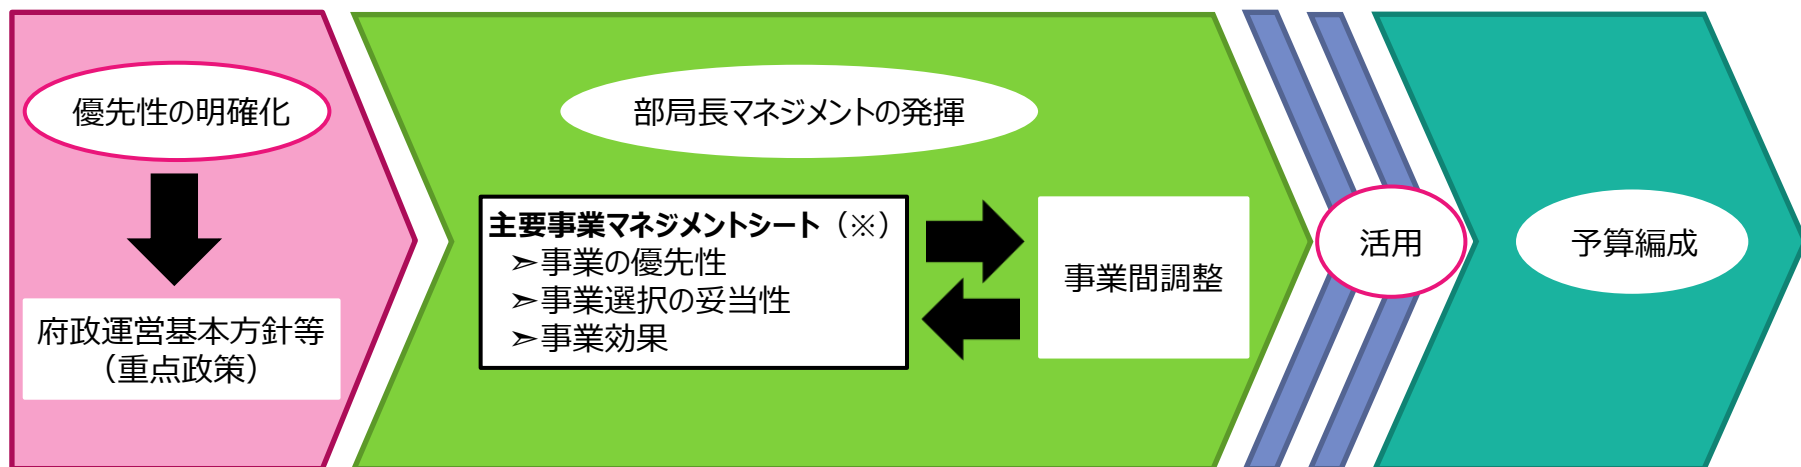 優先性の明確化
府政運営基本方針等
（重点政策）
部局長マネジメントの発揮
主要事業マネジメントシート（※）
➣事業の優先性
➣事業選択の妥当性
➣事業効果
事業間調整
活用
予算編成